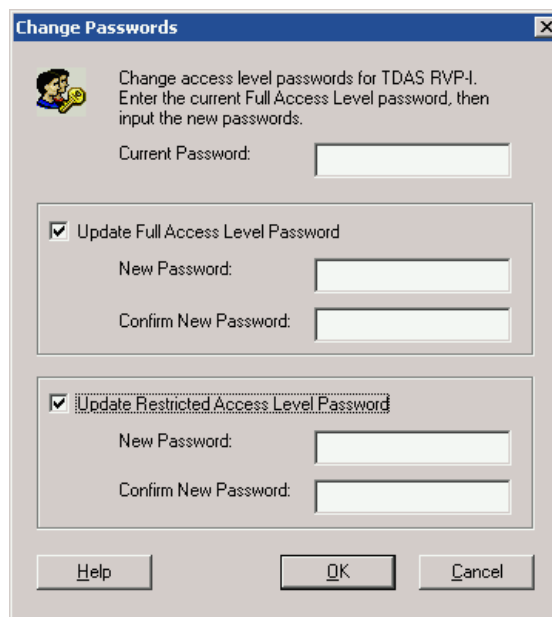 Change Passwords
Change access level passwords for TDAS RVP-I.
Enter the current Full Access Level password, then
input the new passwords.
Current Password:
Update Full Access Level Password
New Password:
Confirm New Password:
Update Restricted Access Level Password
New Password:
Confirm New Password:
Help
OK
Cancel